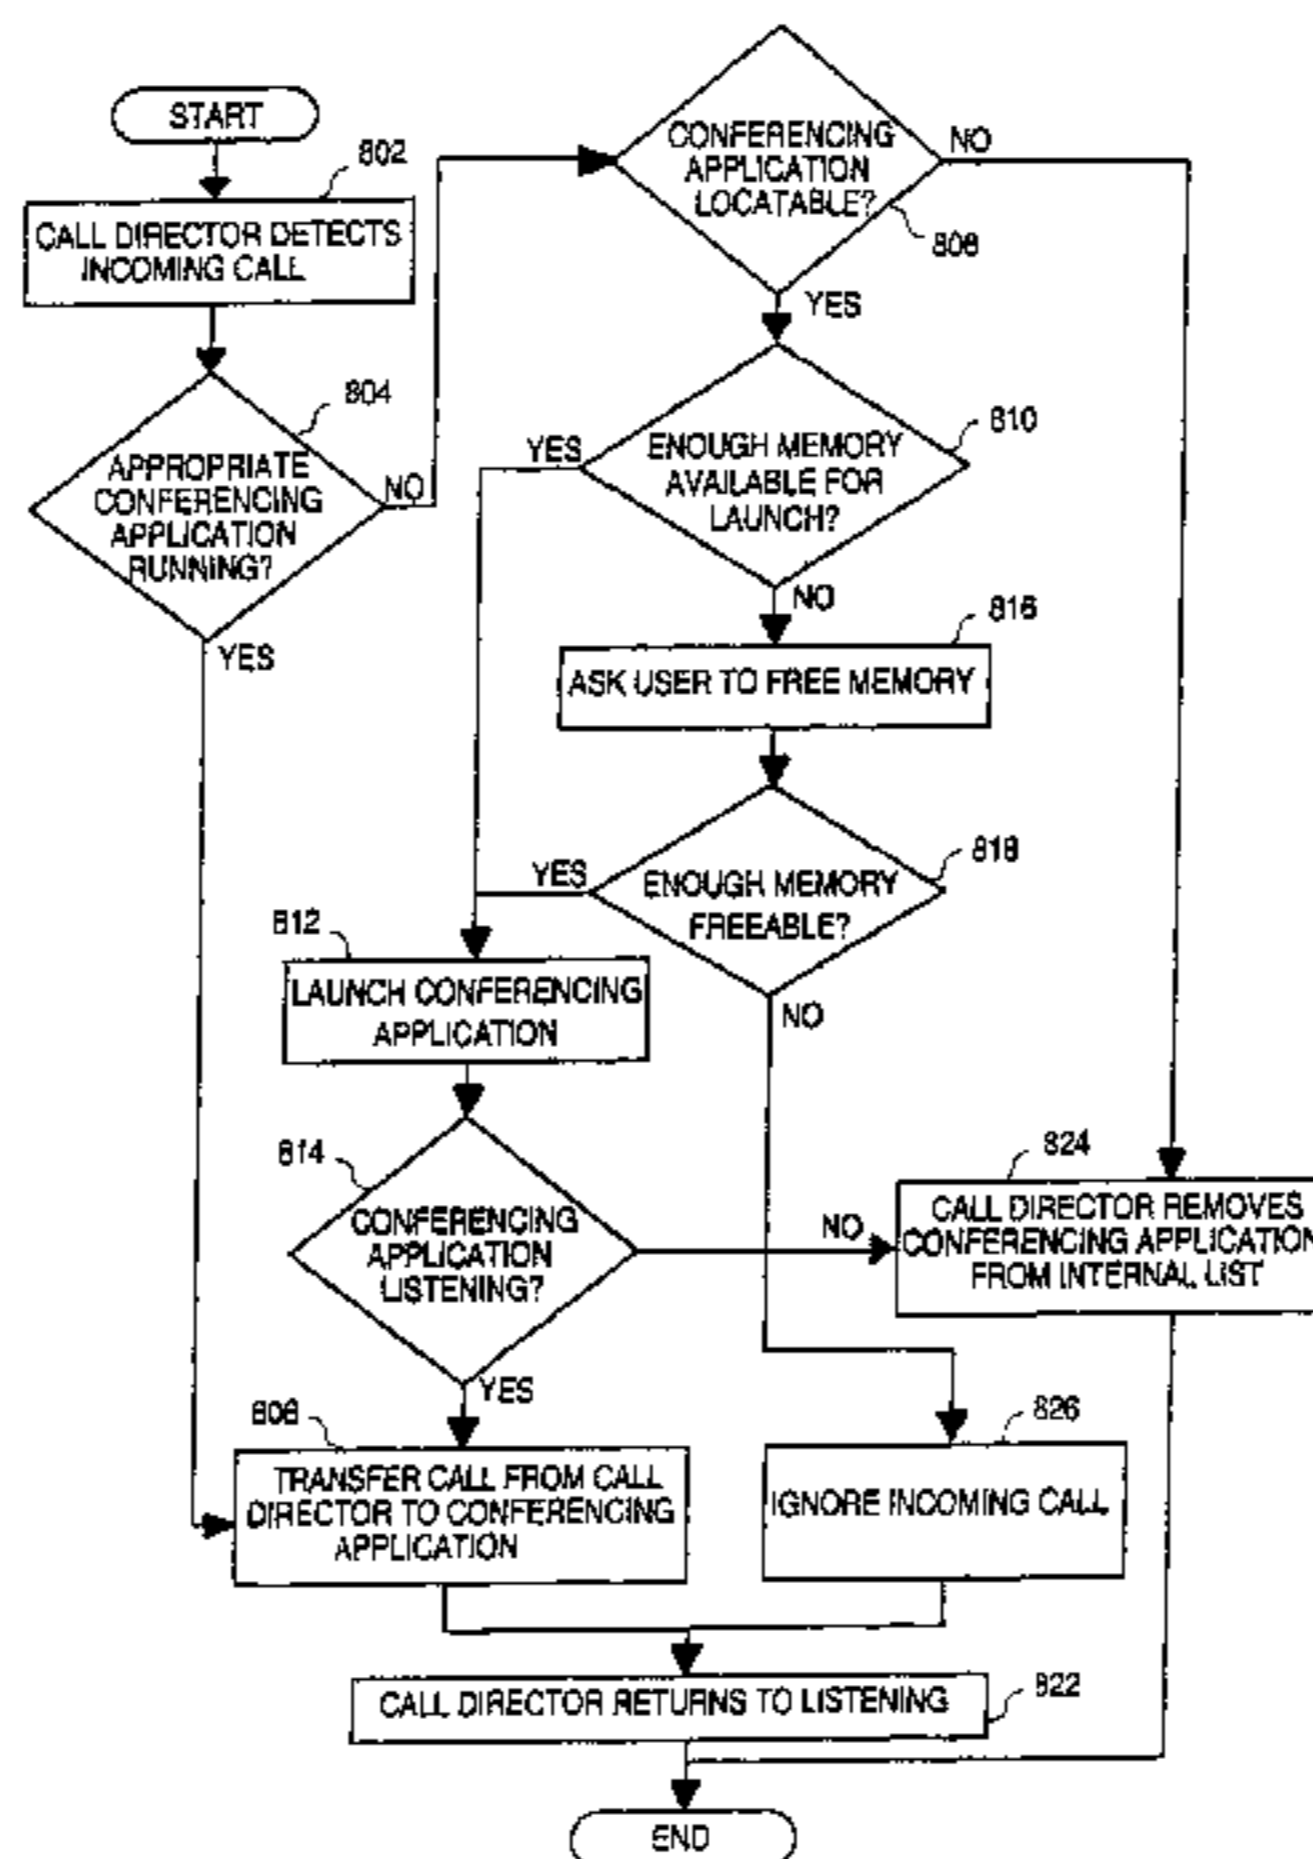 START
802
CALL DIRECTOR DETECTS
INCOMING CALL
804
APPROPRIATE
CONFERENCING
APPLICATION
RUNNING?
NO
YES
CONFERENCING
APPLICATION
LOCATABLE?
NO
808
YES
810
ENOUGH MEMORY
AVAILABLE FOR
LAUNCH?
YES
NO
816
ASK USER TO FREE MEMORY
818
ENOUGH MEMORY
FREEABLE?
YES
NO
812
LAUNCH CONFERENCING
APPLICATION
814
CONFERENCING
APPLICATION
LISTENING?
NO
YES
824
CALL DIRECTOR REMOVES
CONFERENCING APPLICATION
FROM INTERNAL LIST
TRANSFER CALL FROM CALL
DIRECTOR TO CONFERENCING
APPLICATION
826
IGNORE INCOMING CALL
822
CALL DIRECTOR RETURNS TO LISTENING
END